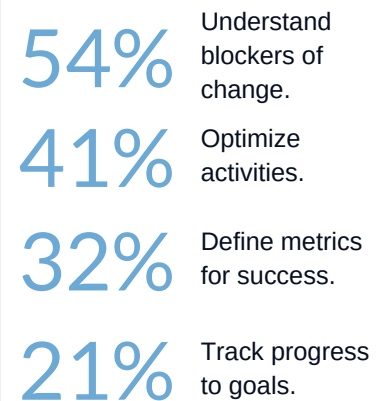 54%
Understand
blockers of
change.
41%
Optimize
activities.
32%
Define metrics
for success.
21%
Track progress
to goals.